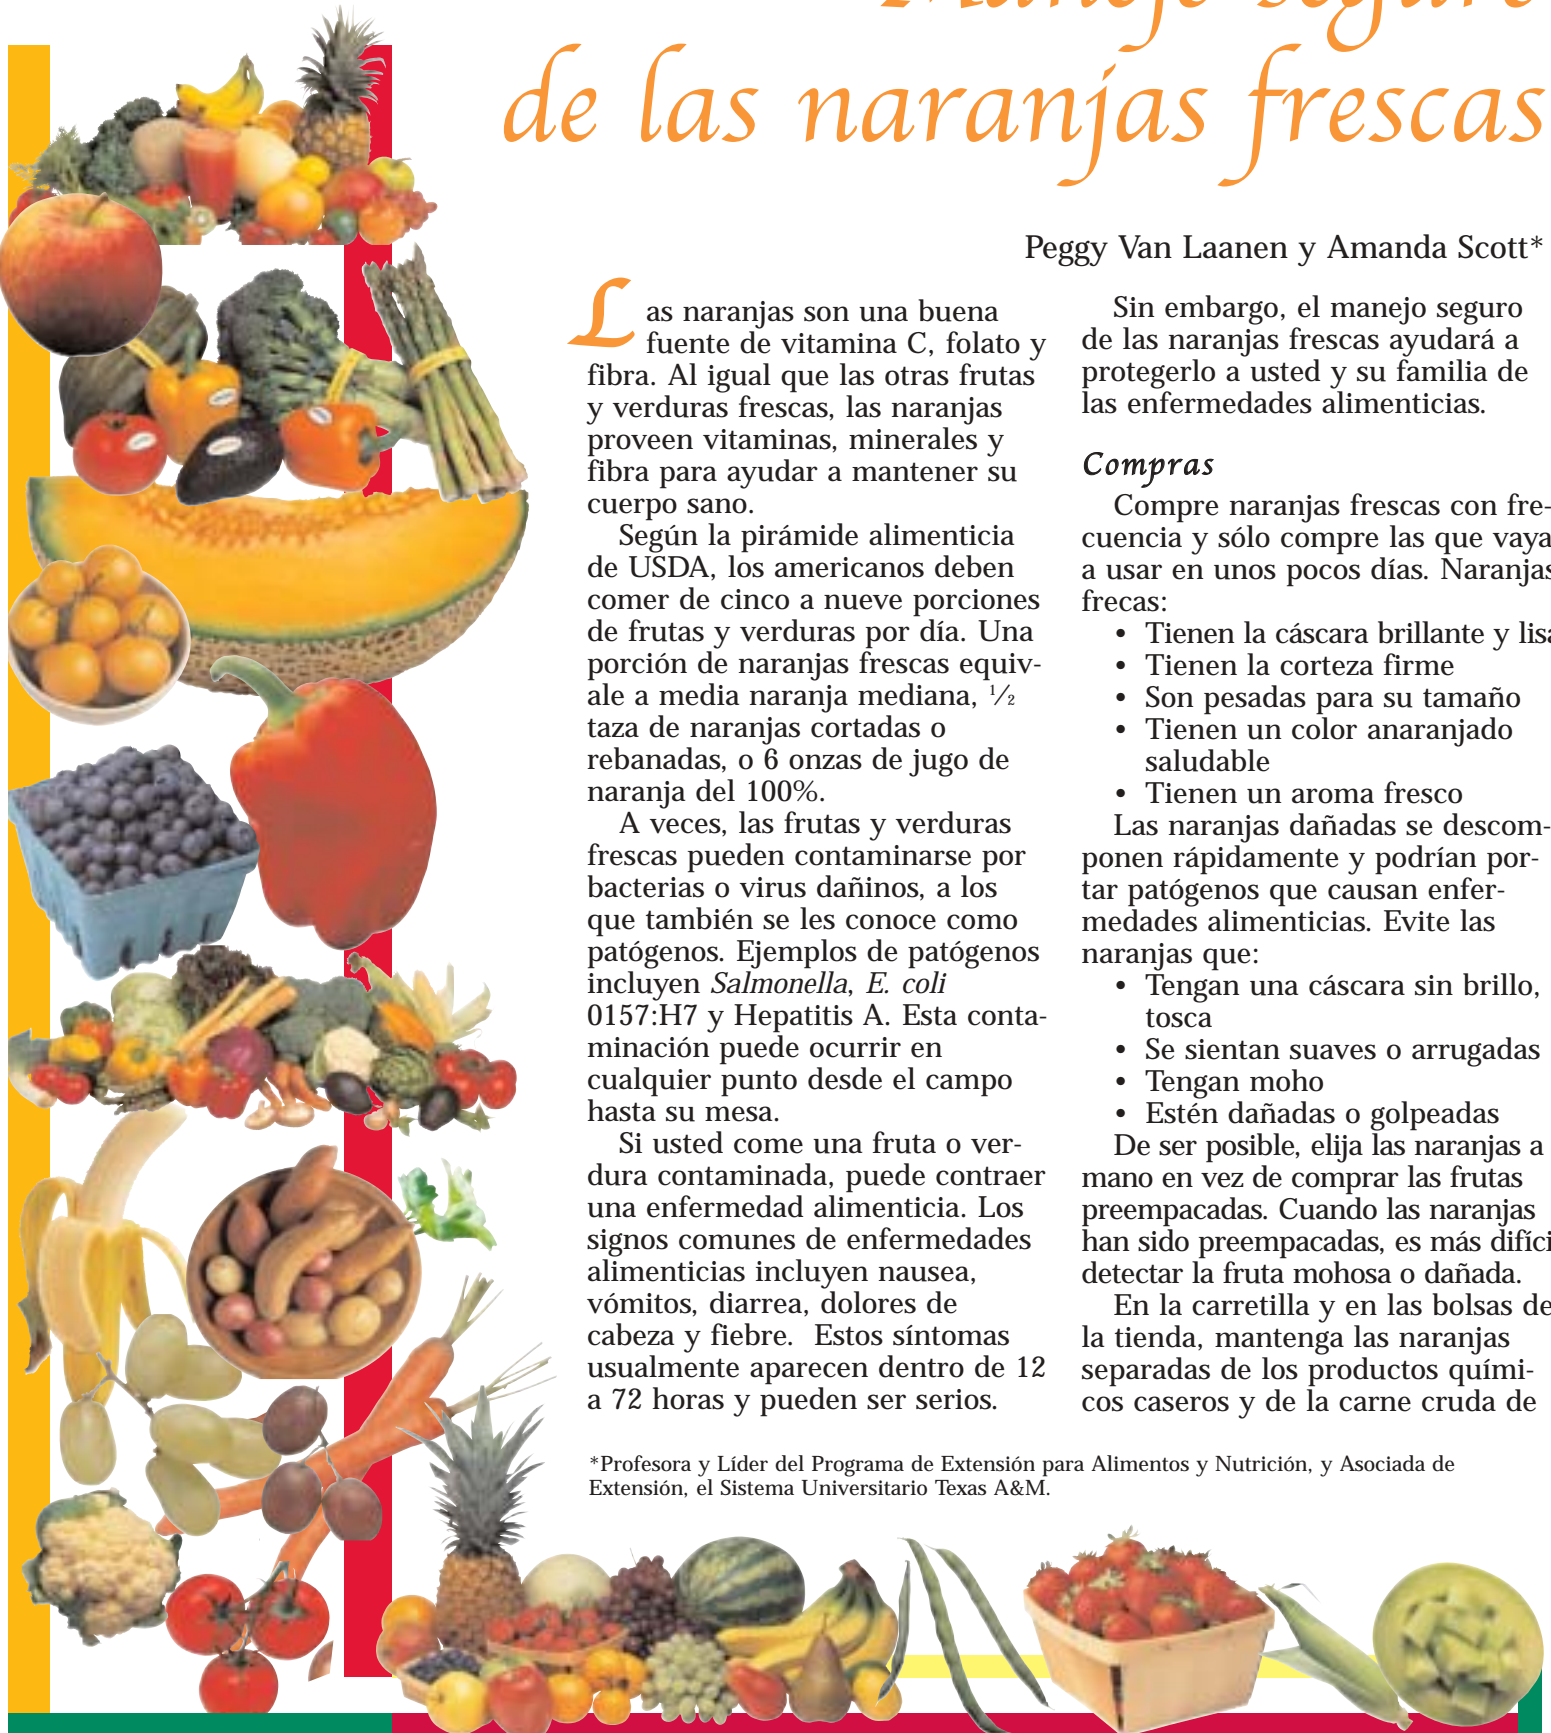 Manejo seguro
de las naranjas frescas
Peggy Van Laanen y Amanda Scott*
Las naranjas son una buena
fuente de vitamina C, folato y
fibra. Al igual que las otras frutas
y verduras frescas, las naranjas
proveen vitaminas, minerales y
fibra para ayudar a mantener su
cuerpo sano.
Según la pirámide alimenticia
de USDA, los americanos deben
comer de cinco a nueve porciones
de frutas y verduras por día. Una
porción de naranjas frescas equiv-
ale a media naranja mediana, ½
taza de naranjas cortadas o
rebanadas, o 6 onzas de jugo de
naranja del 100%.
A veces, las frutas y verduras
frescas pueden contaminarse por
bacterias o virus dañinos, a los
que también se les conoce como
patógenos. Ejemplos de patógenos
incluyen Salmonella, E. coli
0157:H7 y Hepatitis A. Esta conta-
minación puede ocurrir en
cualquier punto desde el campo
hasta su mesa.
Si usted come una fruta o ver-
dura contaminada, puede contraer
una enfermedad alimenticia. Los
signos comunes de enfermedades
alimenticias incluyen nausea,
vómitos, diarrea, dolores de
cabeza y fiebre. Estos síntomas
usualmente aparecen dentro de 12
a 72 horas y pueden ser serios.
Sin embargo, el manejo seguro
de las naranjas frescas ayudará a
protegerlo a usted y su familia de
las enfermedades alimenticias.
Compras
Compre naranjas frescas con fre-
cuencia y sólo compre las que vaya
a usar en unos pocos días. Naranjas
frecas:
• Tienen la cáscara brillante y lisa
• Tienen la corteza firme
• Son pesadas para su tamaño
• Tienen un color anaranjado
saludable
• Tienen un aroma fresco
Las naranjas dañadas se descom-
ponen rápidamente y podrían por-
tar patógenos que causan enfer-
medades alimenticias. Evite las
naranjas que:
• Tengan una cáscara sin brillo,
tosca
• Se sientan suaves o arrugadas
• Tengan moho
• Estén dañadas o golpeadas
De ser posible, elija las naranjas a
mano en vez de comprar las frutas
preempacadas. Cuando las naranjas
han sido preempacadas, es más difíci
detectar la fruta mohosa o dañada.
En la carretilla y en las bolsas de
la tienda, mantenga las naranjas
separadas de los productos quími-
cos caseros y de la carne cruda de
*Profesora y Líder del Programa de Extensión para Alimentos y Nutrición, y Asociada de
Extensión, el Sistema Universitario Texas A&M.